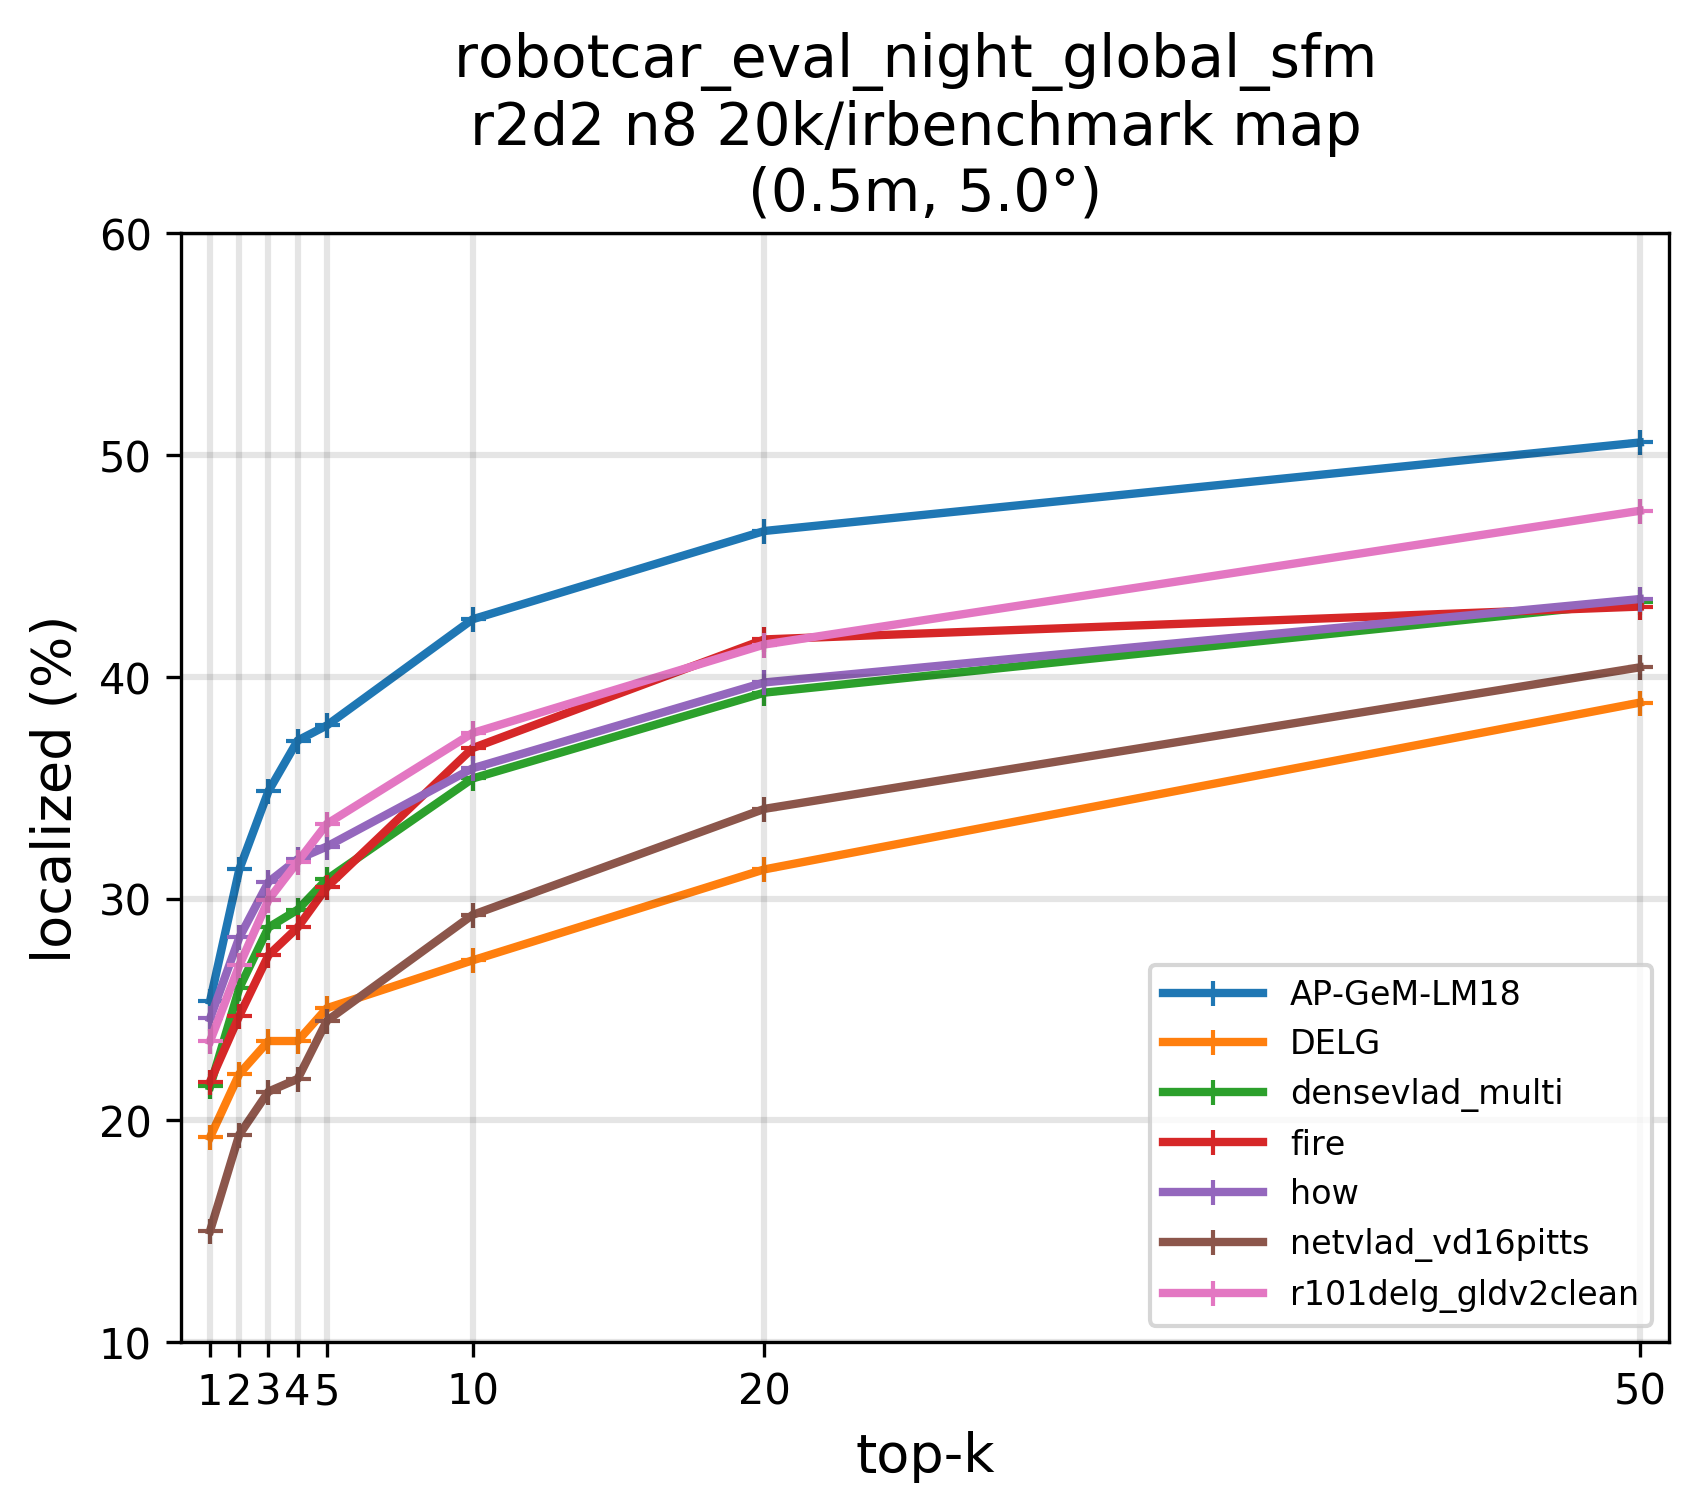 robotcar_eval_night_global_sfm
r2d2 n8 20k/irbenchmark map
(0.5m, 5.0°)
60
50
40
30
20
10
localized (%)
1 2 3 4 5 10 20 50
top-k
AP-GeM-LM18
DELG
densevlad_multi
fire
how
netvlad_vd16pitts
r101delg_gldv2clean